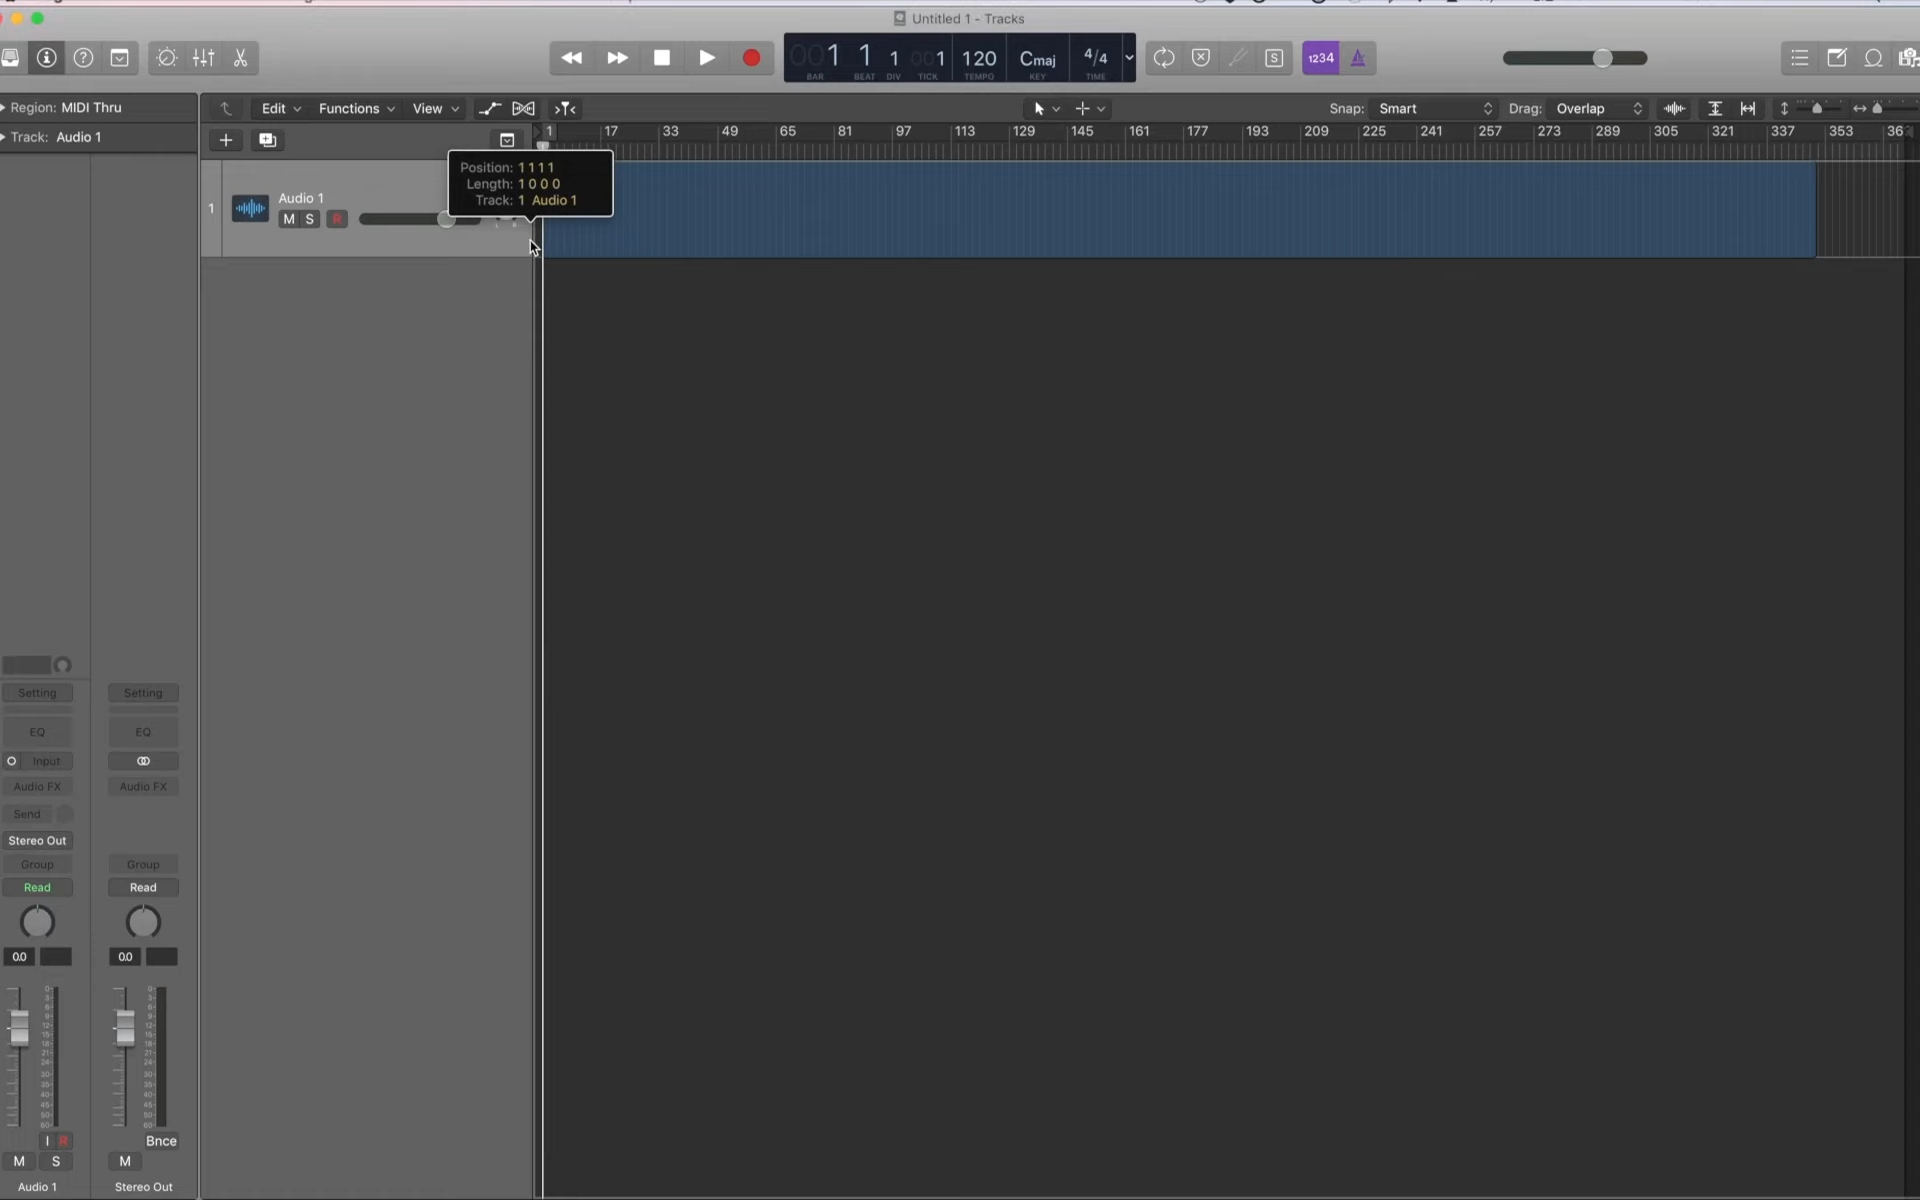 Untitled 1 - Tracks
001 1 1 001 120 Cmaj 4/4
BAR BEAT DIV TICK TEMPO KEY TIME
S
1234
Region: MIDI Thru
Track: Audio 1
Edit Functions View
Snap: Smart Drag: Overlap
1 17 33 49 65 81 97 113 129 145 161 177 193 209 225 241 257 273 289 305 321 337 353
Position: 1 1 1 1
Length: 1 0 0 0
Track: 1 Audio 1
1
Audio 1
M S R
Setting Setting
EQ EQ
Input
Audio FX Audio FX
Send
Stereo Out
Group Group
Read Read
0.0 0.0
I R Bnce
M S M
Audio 1 Stereo Out